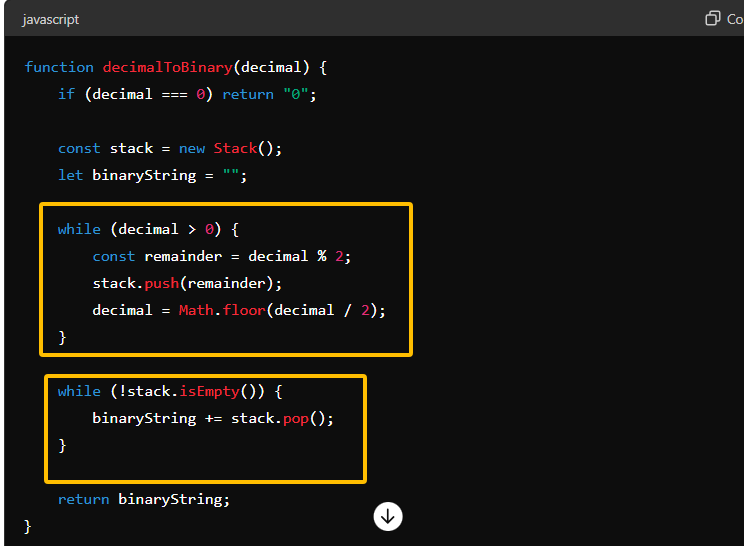 javascript
Co
function decimalToBinary(decimal) {
    if (decimal === 0) return "0";
    const stack = new Stack();
    let binaryString = "";
    while (decimal > 0) {
        const remainder = decimal % 2;
        stack.push(remainder);
        decimal = Math.floor(decimal / 2);
    }
    while (!stack.isEmpty()) {
        binaryString += stack.pop();
    }
    return binaryString;
}